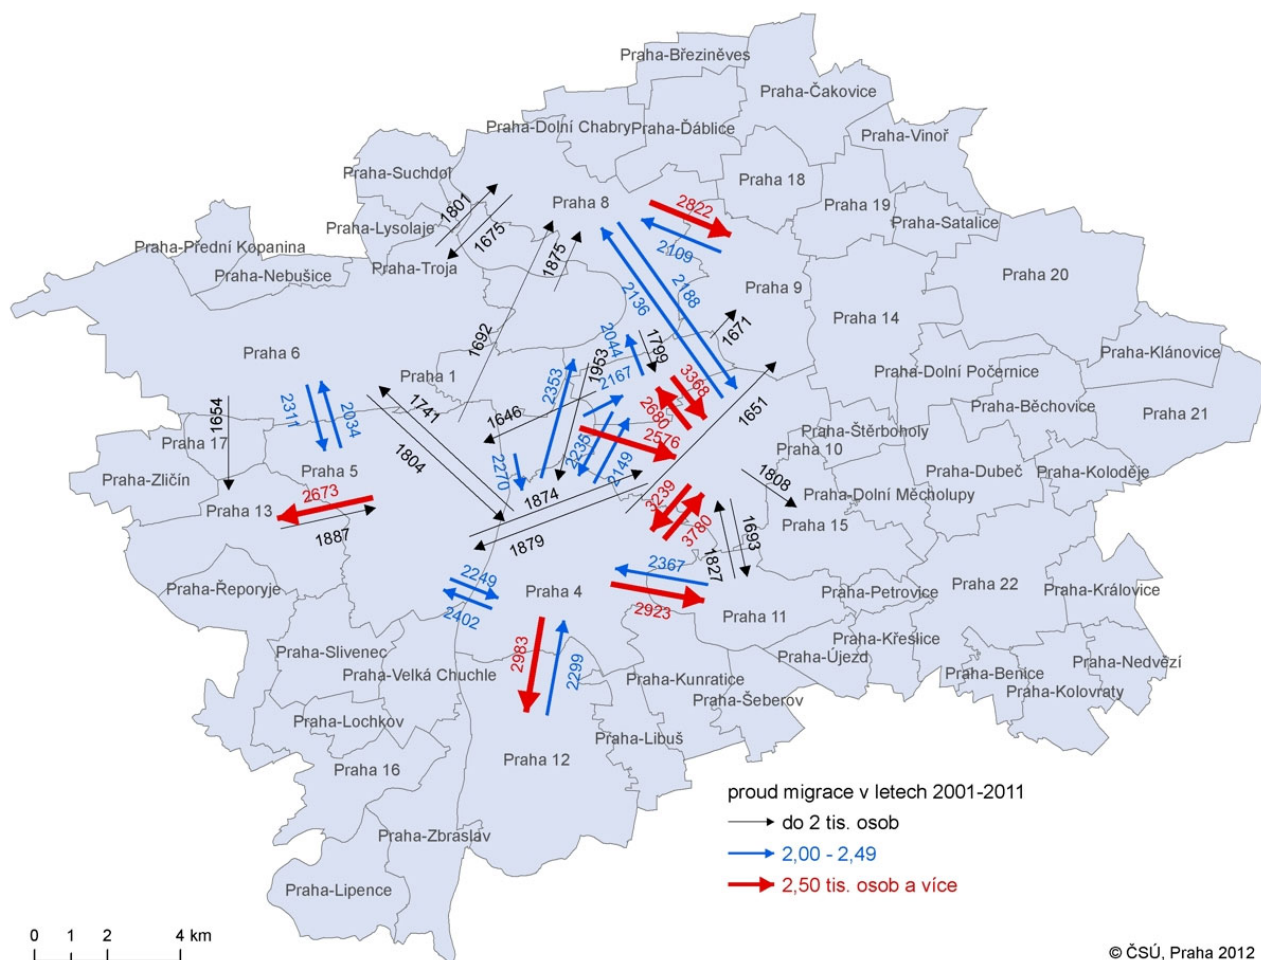 Praha-Březiněves
Praha-Čakovice
Praha-Dolní Chabry
Praha-Ďáblice
Praha-Vinoř
Praha-Suchdol
Praha 18
1801
Praha 8
2822
Praha 19
Praha-Satalice
Praha-Lysolaje
1675
Praha-Přední Kopanina
1875
2109
Praha-Troja
Praha-Nebušice
Praha 20
2188
Praha 9
2136
Praha 14
1671
1692
2044
1799
Praha 6
Praha-Klánovice
1953
Praha 1
2167
3368
Praha-Dolní Počernice
2353
1741
1654
2311
2034
1646
2680
1651
Praha-Běchovice
Praha 21
Praha-Štěrboholy
2576
Praha 17
Praha 10
2235
1804
2270
2149
Praha 5
Praha-Zličín
Praha-Dubeč
Praha-Koloděje
1808
2673
1874
3239
Praha-Dolní Měcholupy
Praha 13
Praha 15
1887
1879
3780
1693
1827
2367
2249
Praha-Řeporyje
Praha 4
Praha 22
Praha-Královice
Praha-Petrovice
2923
2402
Praha 11
Praha-Křeslice
2983
2299
Praha-Slivenec
Praha-Újezd
Praha-Nedvězí
Praha-Velká Chuchle
Praha-Kunratice
Praha-Benice
Praha-Kolovraty
Praha-Šeberov
Praha-Lochkov
Praha-Libuš
Praha 16
Praha 12
Praha-Zbraslav
Praha-Lipence
proud migrace v letech 2001-2011
do 2 tis. osob
2,00 - 2,49
2,50 tis. osob a více
0 1 2 4 km
© ČSÚ, Praha 2012